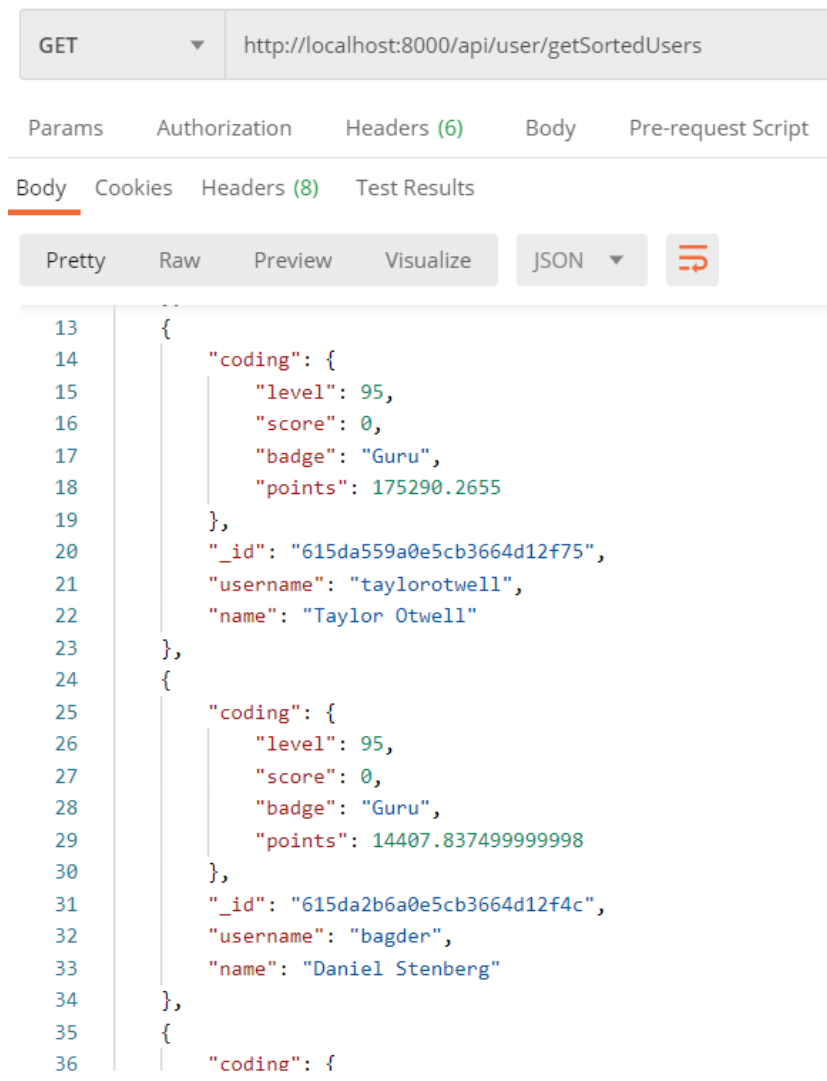 GET http://localhost:8000/api/user/getSortedUsers
Params Authorization Headers (6) Body Pre-request Script
Body Cookies Headers (8) Test Results
Pretty Raw Preview Visualize JSON
13 {
14 "coding": {
15 "level": 95,
16 "score": 0,
17 "badge": "Guru",
18 "points": 175290.2655
19 },
20 "_id": "615da559a0e5cb3664d12f75",
21 "username": "taylorotwell",
22 "name": "Taylor Otwell"
23 },
24 {
25 "coding": {
26 "level": 95,
27 "score": 0,
28 "badge": "Guru",
29 "points": 14407.837499999998
30 },
31 "_id": "615da2b6a0e5cb3664d12f4c",
32 "username": "bagder",
33 "name": "Daniel Stenberg"
34 },
35 {
36 "coding": {